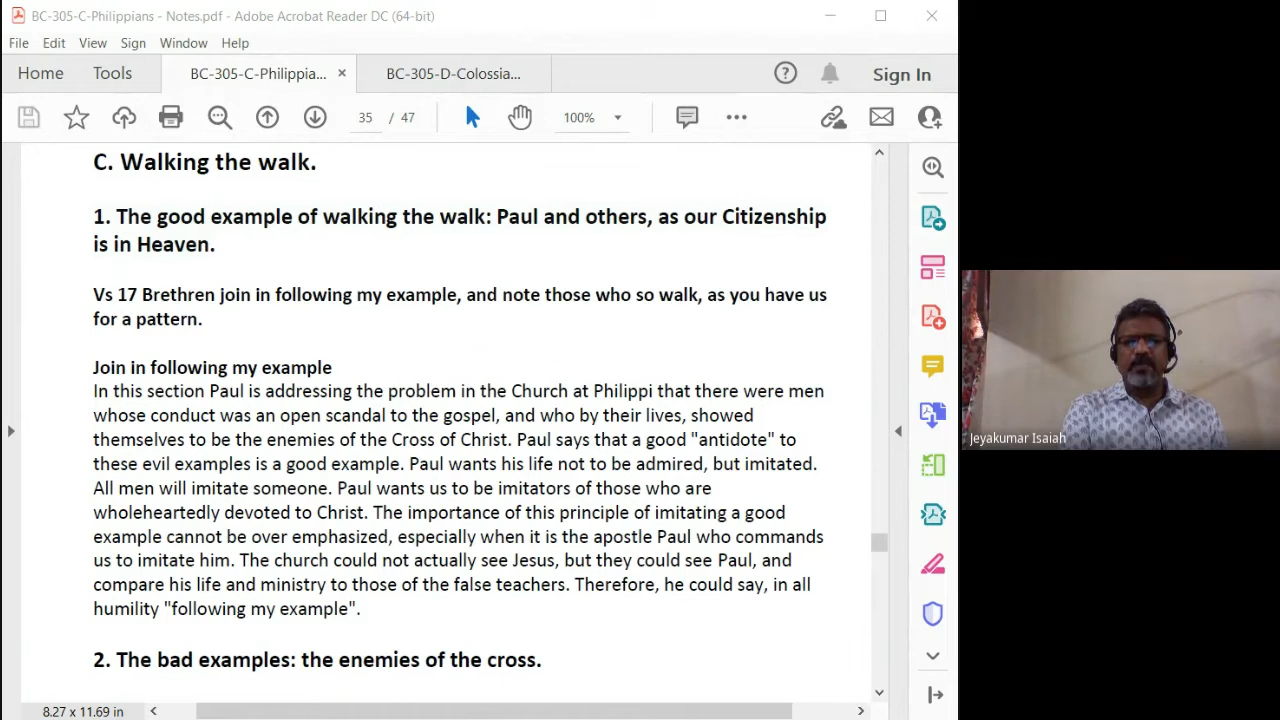 BC-305-C-Philippians - Notes.pdf - Adobe Acrobat Reader DC (64-bit)
File Edit View Sign Window Help
Home Tools BC-305-C-Philippia... × BC-305-D-Colossia... Sign In
35 / 47 100%
C. Walking the walk.
1. The good example of walking the walk: Paul and others, as our Citizenship
is in Heaven.
Vs 17 Brethren join in following my example, and note those who so walk, as you have us
for a pattern.
Join in following my example
In this section Paul is addressing the problem in the Church at Philippi that there were men
whose conduct was an open scandal to the gospel, and who by their lives, showed
themselves to be the enemies of the Cross of Christ. Paul says that a good "antidote" to
these evil examples is a good example. Paul wants his life not to be admired, but imitated.
All men will imitate someone. Paul wants us to be imitators of those who are
wholeheartedly devoted to Christ. The importance of this principle of imitating a good
example cannot be over emphasized, especially when it is the apostle Paul who commands
us to imitate him. The church could not actually see Jesus, but they could see Paul, and
compare his life and ministry to those of the false teachers. Therefore, he could say, in all
humility "following my example".
2. The bad examples: the enemies of the cross.
8.27 x 11.69 in
Jeyakumar Isaiah